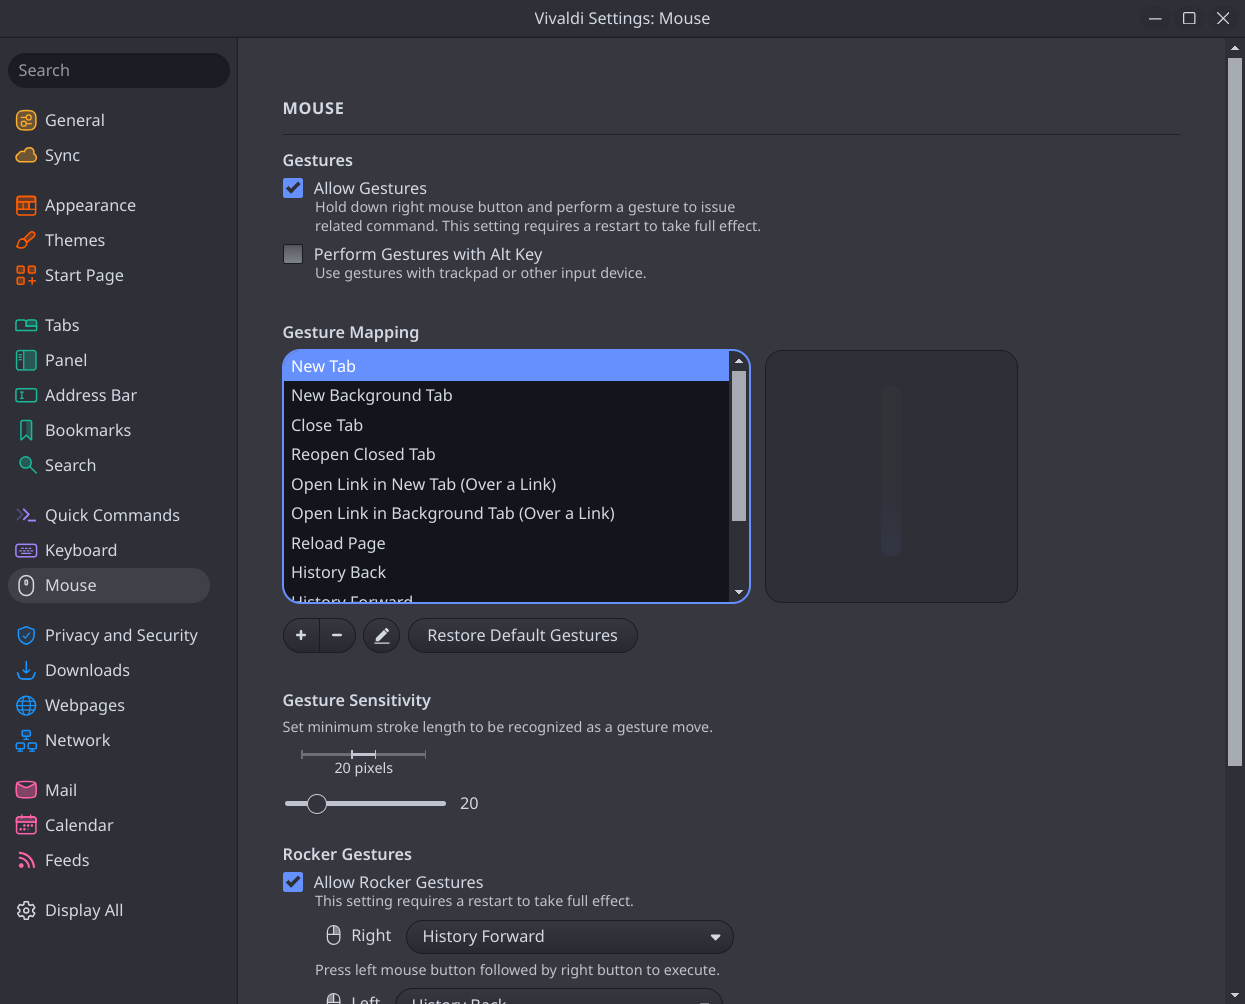 Vivaldi Settings: Mouse
Search
General
Sync
Appearance
Themes
Start Page
Tabs
Panel
Address Bar
Bookmarks
Search
Quick Commands
Keyboard
Mouse
Privacy and Security
Downloads
Webpages
Network
Mail
Calendar
Feeds
Display All
MOUSE
Gestures
Allow Gestures
Hold down right mouse button and perform a gesture to issue
related command. This setting requires a restart to take full effect.
Perform Gestures with Alt Key
Use gestures with trackpad or other input device.
Gesture Mapping
New Tab
New Background Tab
Close Tab
Reopen Closed Tab
Open Link in New Tab (Over a Link)
Open Link in Background Tab (Over a Link)
Reload Page
History Back
History Forward
Restore Default Gestures
Gesture Sensitivity
Set minimum stroke length to be recognized as a gesture move.
20 pixels
20
Rocker Gestures
Allow Rocker Gestures
This setting requires a restart to take full effect.
Right History Forward
Press left mouse button followed by right button to execute.
Left History Back